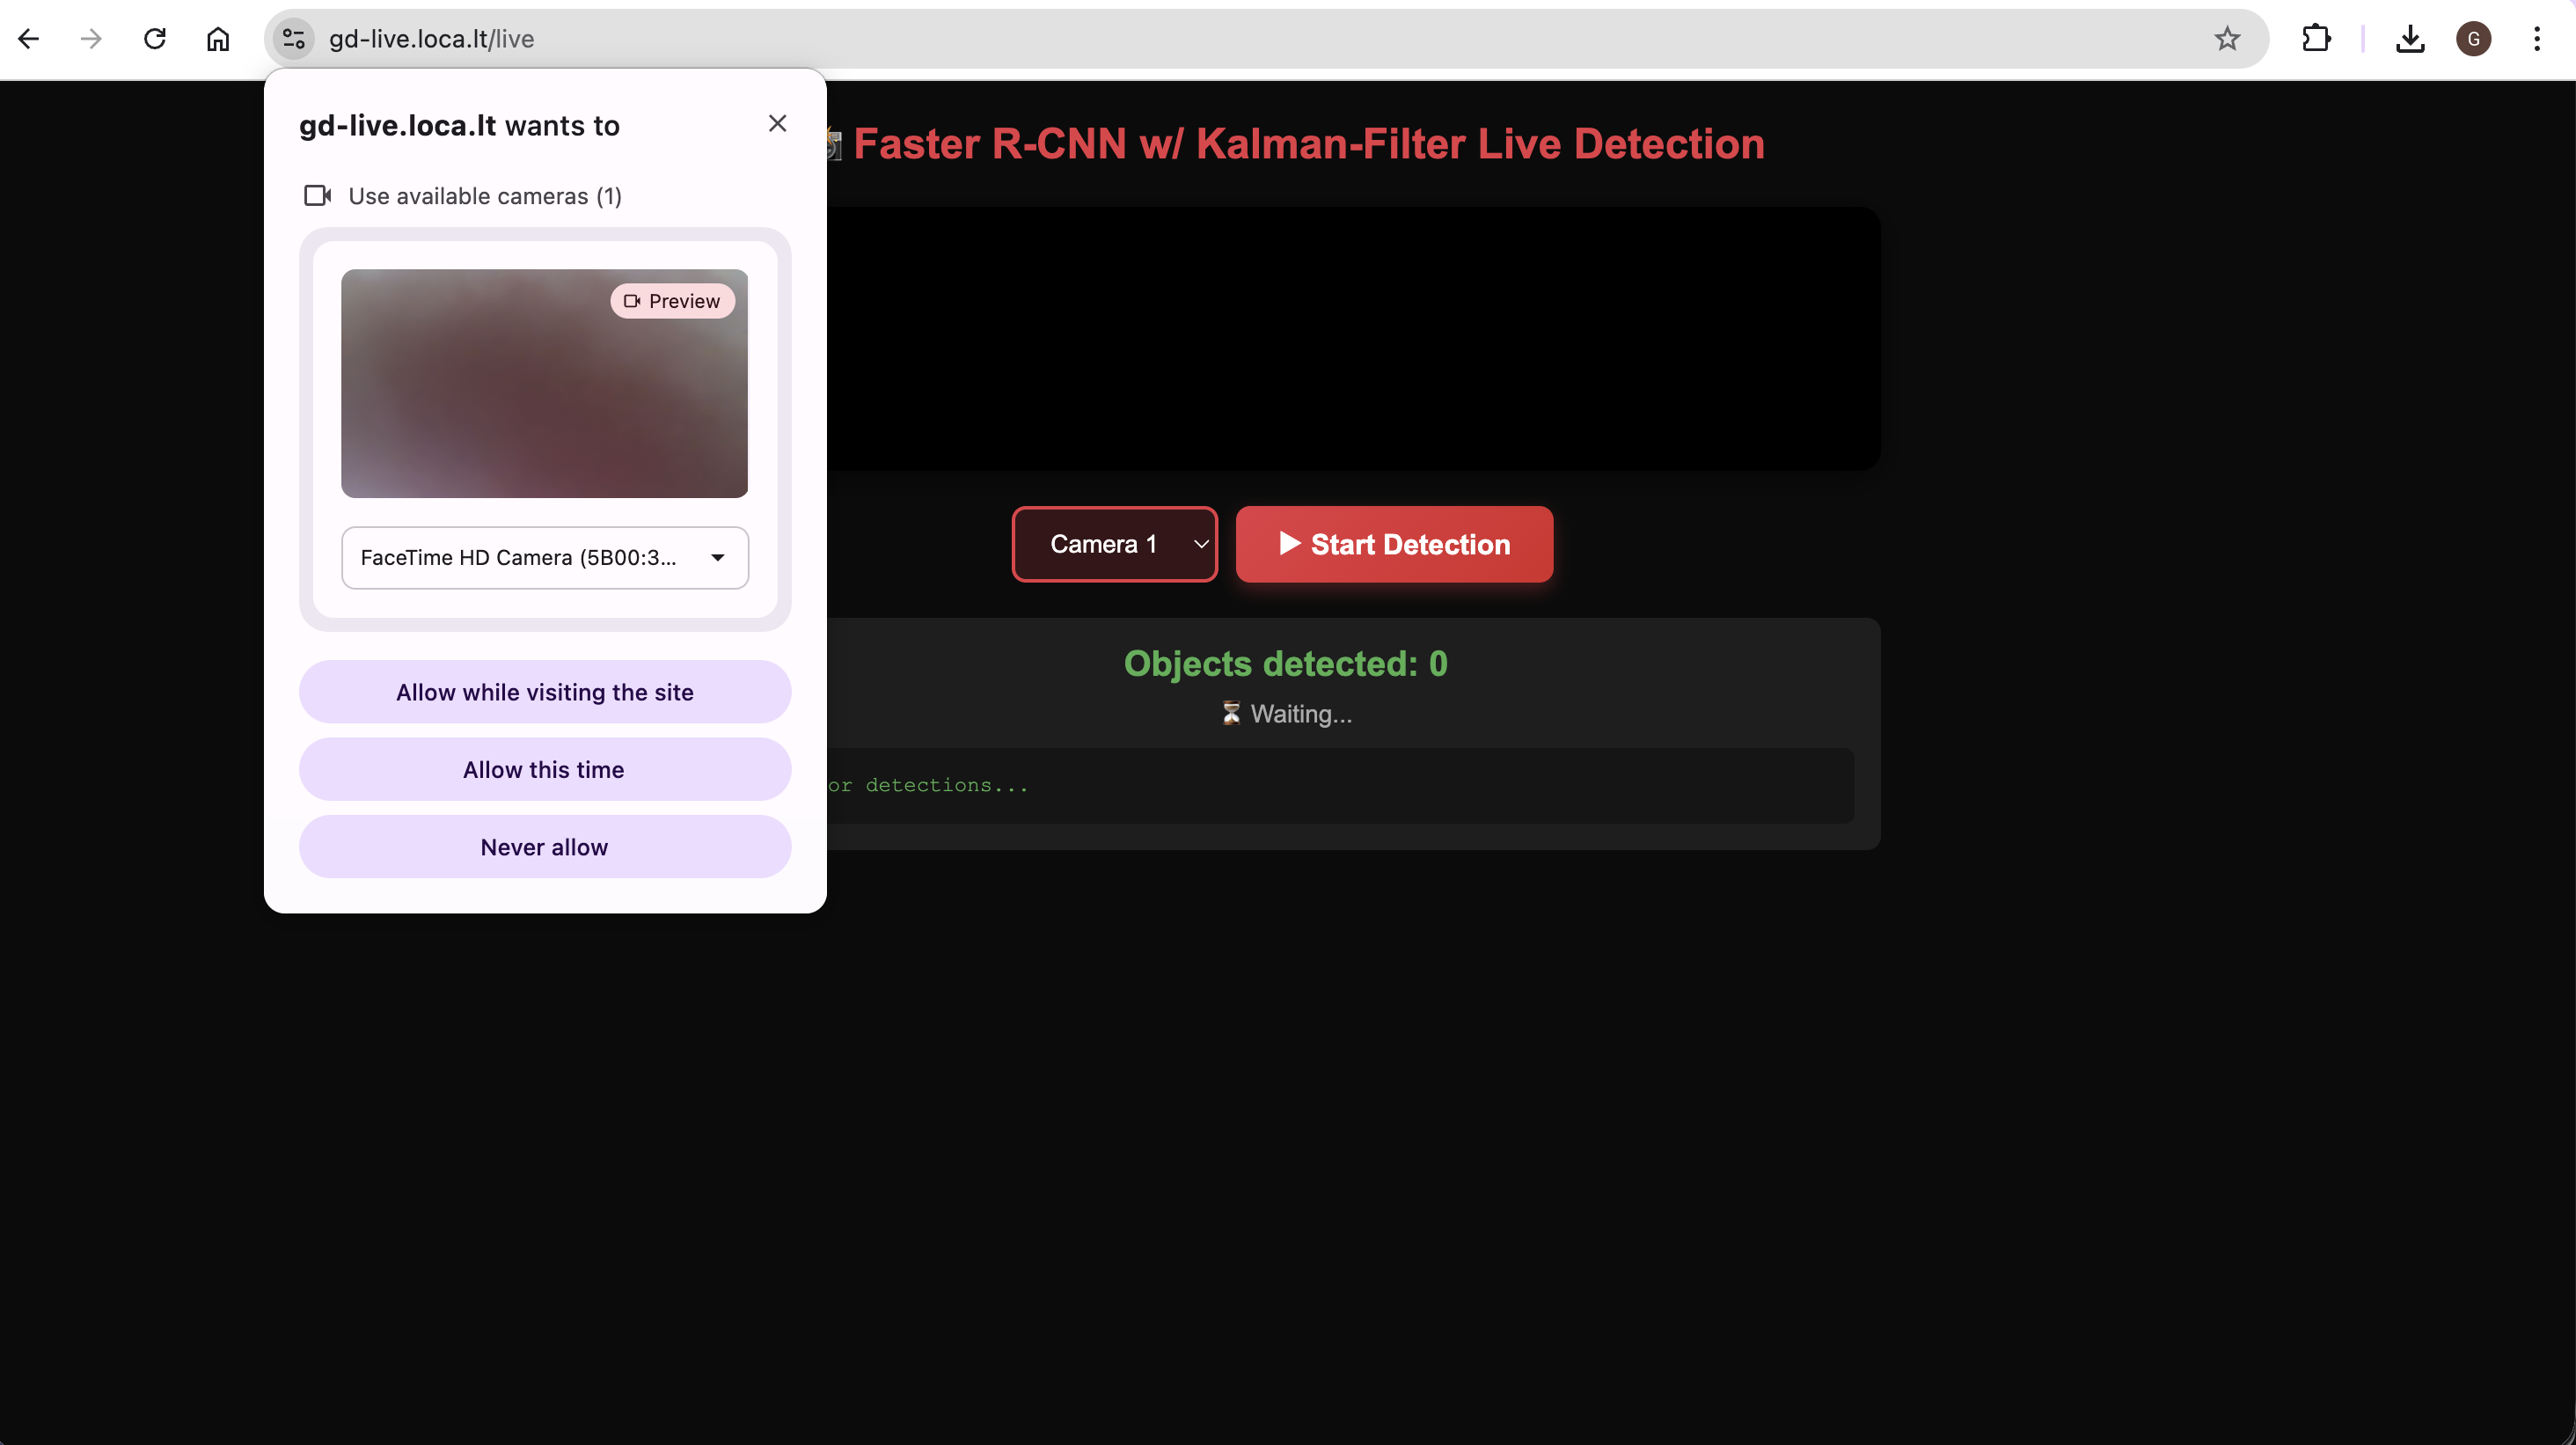 gd-live.loca.lt/live
G
gd-live.loca.lt wants to
Use available cameras (1)
Preview
FaceTime HD Camera (5B00:3...
Allow while visiting the site
Allow this time
Never allow
Faster R-CNN w/ Kalman-Filter Live Detection
Camera 1
Start Detection
Objects detected: 0
Waiting...
or detections...